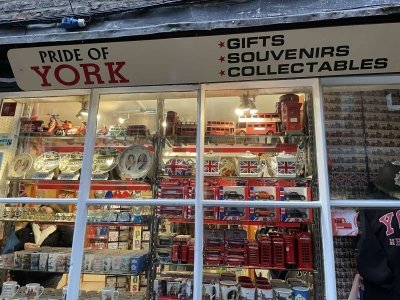 PRIDE OF
YORK
*GIFTS
*SOUVENIRS
*COLLECTABLES